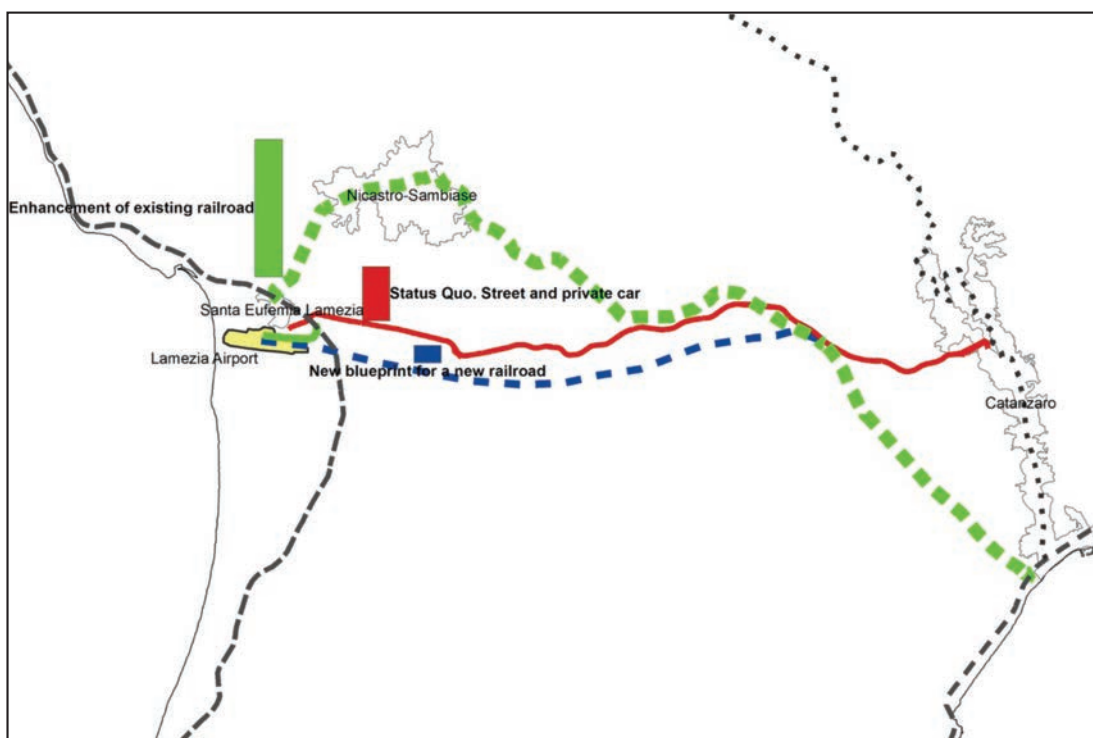 Nicastro-Sambiase
Enhancement of existing railroad
Status Quo. Street and private car
Santa Eufemia Lamezia
Lamezia Airport
New blueprint for a new railroad
Catanzaro